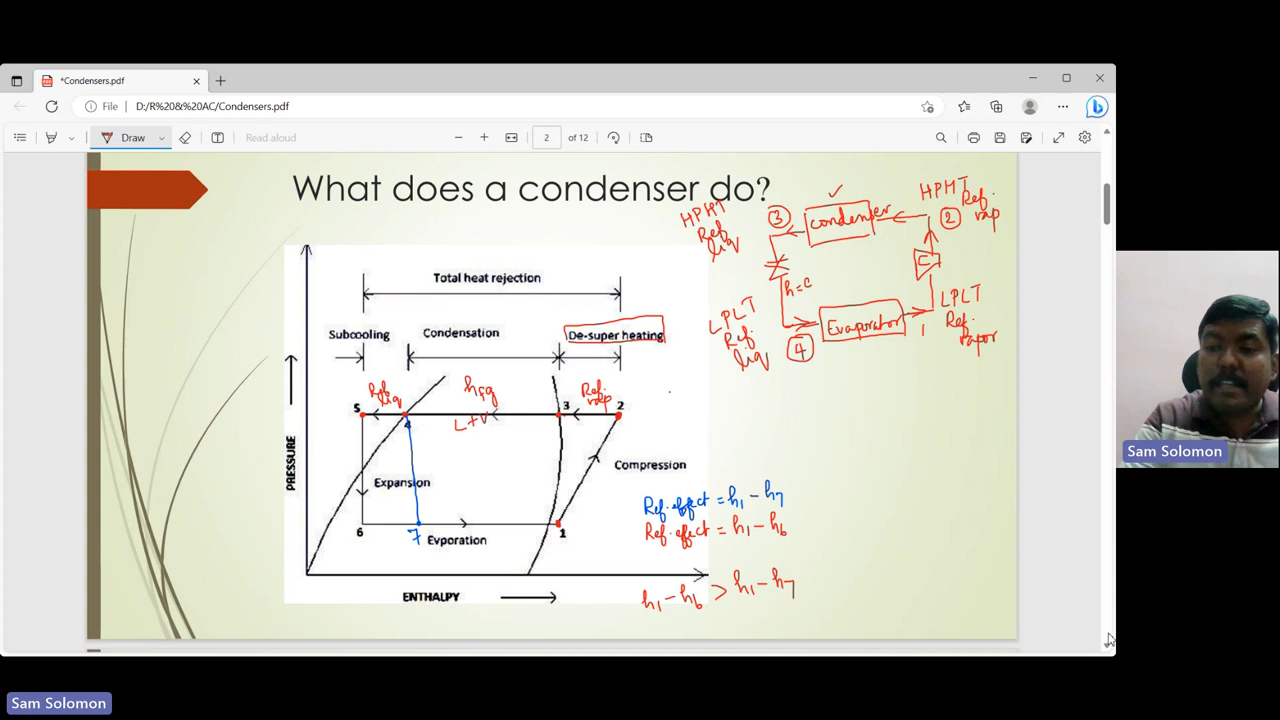 *Condensers.pdf
File D:/R%20&%20AC/Condensers.pdf
Draw Read aloud 2 of 12
What does a condenser do?
Total heat rejection
Subcooling Condensation De-super heating
Ref. liq hfg Ref. vap
L+V
5 4 3 2
PRESSURE
Expansion
Compression
6 7 Evporation 1
ENTHALPY
HPHT Ref. liq
3
condenser
HPHT Ref. vap
2
C
h=c
LPLT Ref. liq
4
Evaporator
1
LPLT Ref. vapor
Ref. effect = h1 - h7
Ref. effect = h1 - h6
h1 - h6 > h1 - h7
Sam Solomon
Sam Solomon